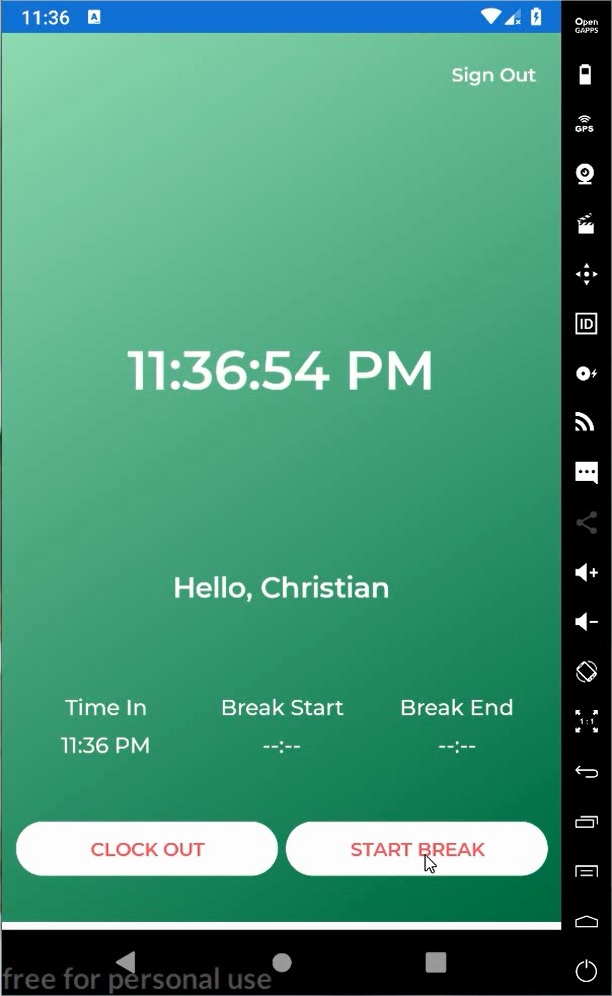 11:36 A
Open
GAPPS
Sign Out
GPS
ID
11:36:54 PM
Hello, Christian
Time In Break Start Break End
11:36 PM --:-- --:--
1:1
CLOCK OUT START BREAK
free for personal use